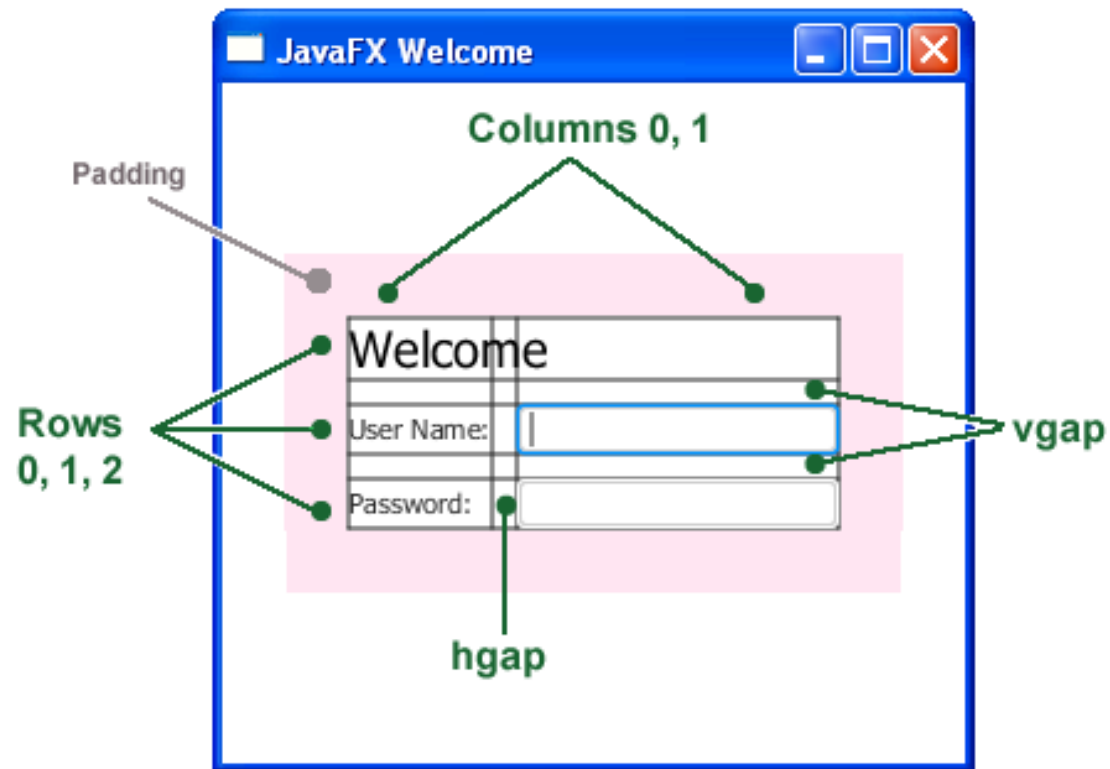 JavaFX Welcome
Columns 0, 1
Padding
Welcome
Rows
0, 1, 2
User Name:
vgap
Password:
hgap